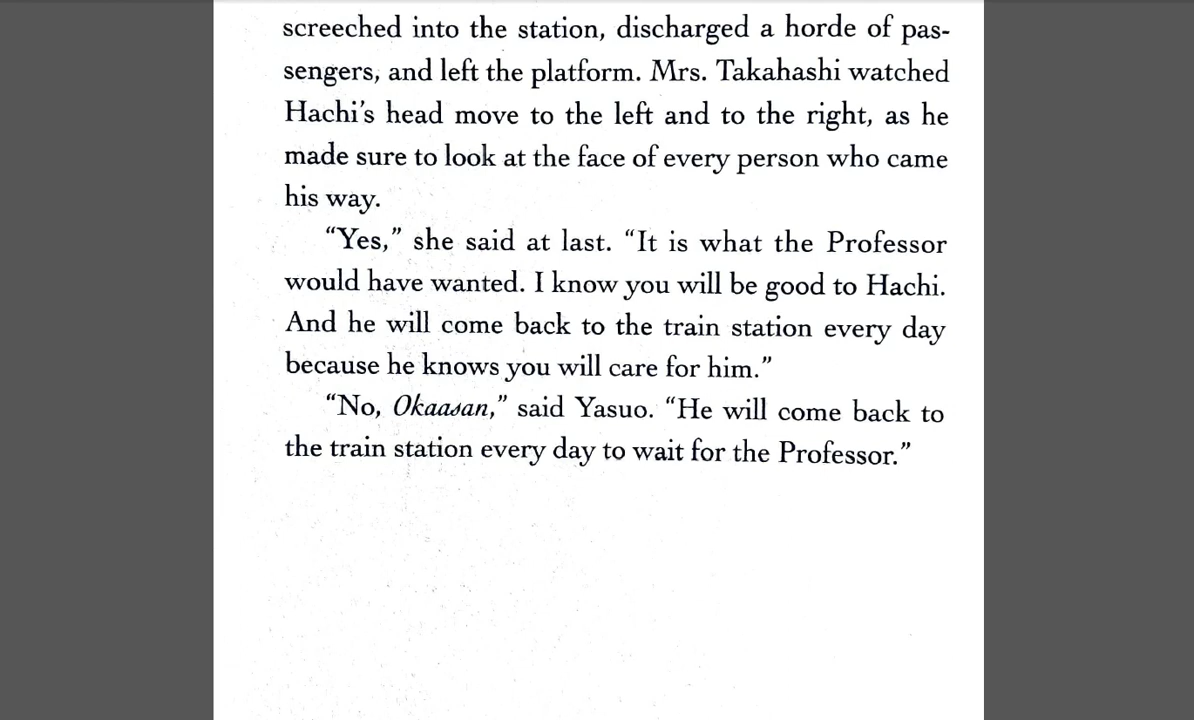 screeched into the station, discharged a horde of pas-
sengers, and left the platform. Mrs. Takahashi watched
Hachi's head move to the left and to the right, as he
made sure to look at the face of every person who came
his way.
“Yes,” she said at last. “It is what the Professor
would have wanted. I know you will be good to Hachi.
And he will come back to the train station every day
because he knows you will care for him.”
“No, Okaasan,” said Yasuo. “He will come back to
the train station every day to wait for the Professor.”